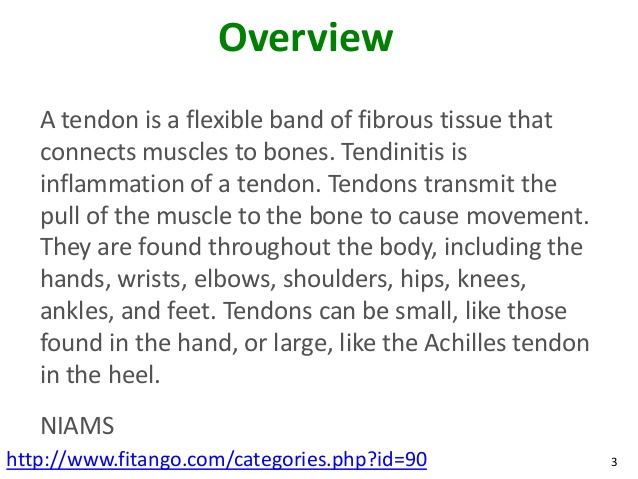 Overview
A tendon is a flexible band of fibrous tissue that
connects muscles to bones. Tendinitis is
inflammation of a tendon. Tendons transmit the
pull of the muscle to the bone to cause movement.
They are found throughout the body, including the
hands, wrists, elbows, shoulders, hips, knees,
ankles, and feet. Tendons can be small, like those
found in the hand, or large, like the Achilles tendon
in the heel.
NIAMS
http://www.fitango.com/categories.php?id=90
3